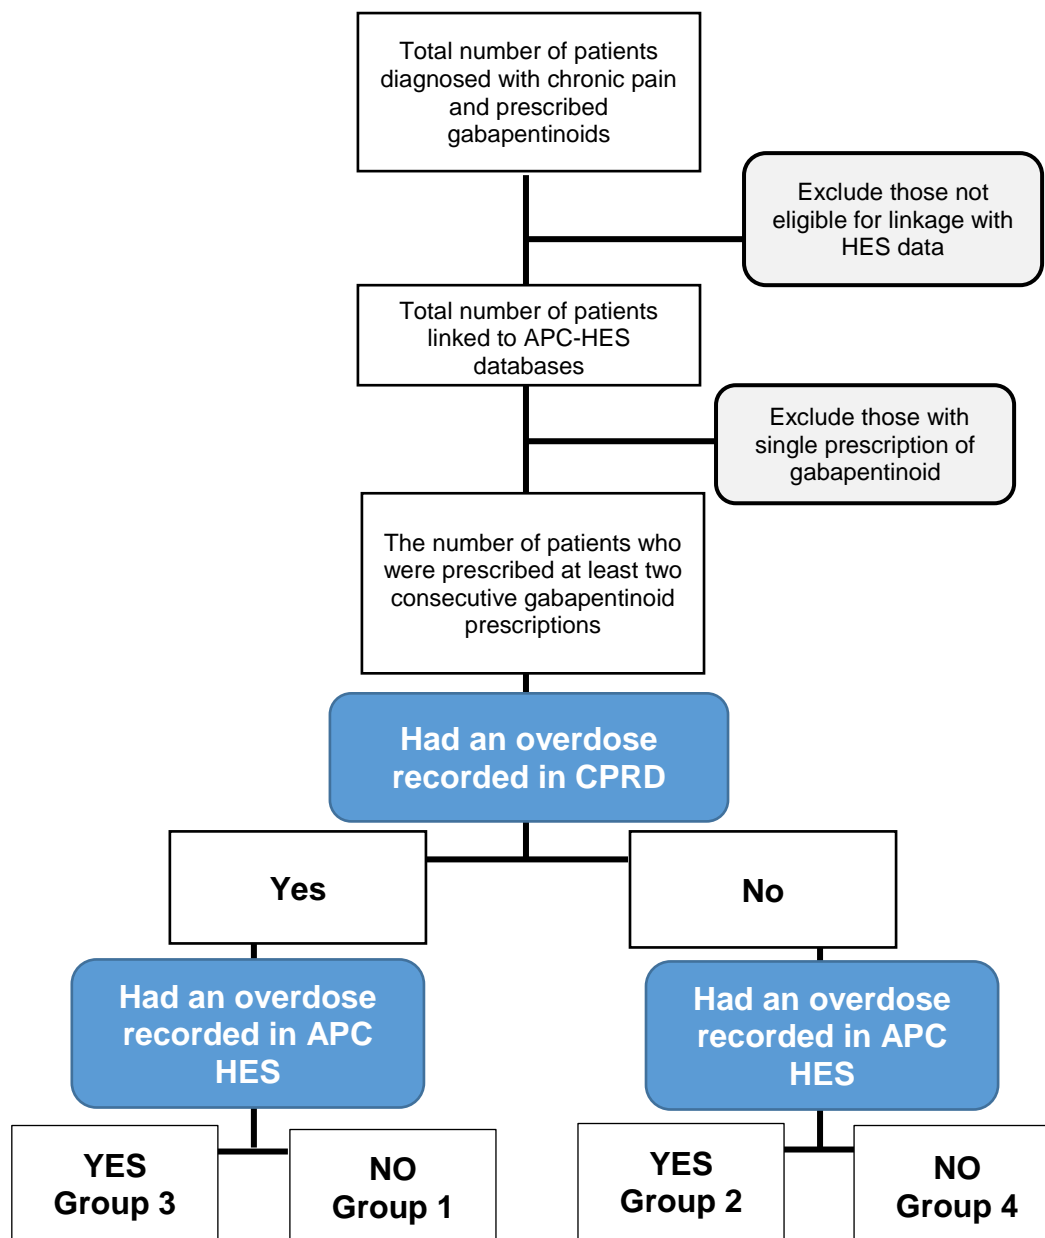 Total number of patients
diagnosed with chronic pain
and prescribed
gabapentinoids
Exclude those not
eligible for linkage with
HES data
Total number of patients
linked to APC-HES
databases
Exclude those with
single prescription of
gabapentinoid
The number of patients who
were prescribed at least two
consecutive gabapentinoid
prescriptions
Had an overdose
recorded in CPRD
Yes
No
Had an overdose
recorded in APC
HES
Had an overdose
recorded in APC
HES
YES
Group 3
NO
Group 1
YES
Group 2
NO
Group 4